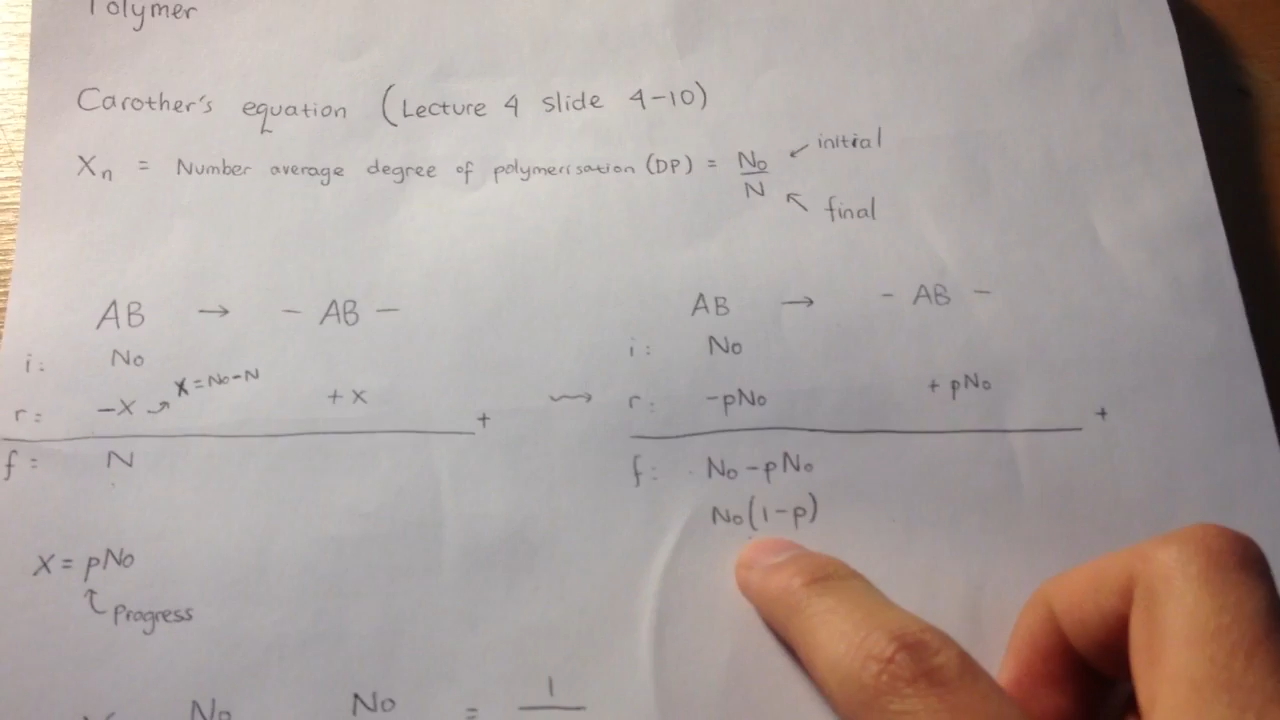 Polymer
Carother's equation (Lecture 4 slide 4-10)
Xn = Number average degree of polymerisation (DP) = No/N
initial
final
AB → - AB -
i: No
r: -X X=No-N +X +
f: N
X = pNo
Progress
AB → - AB -
i: No
r: -pNo +pNo +
f: No-pNo
No(1-p)
No No = 1